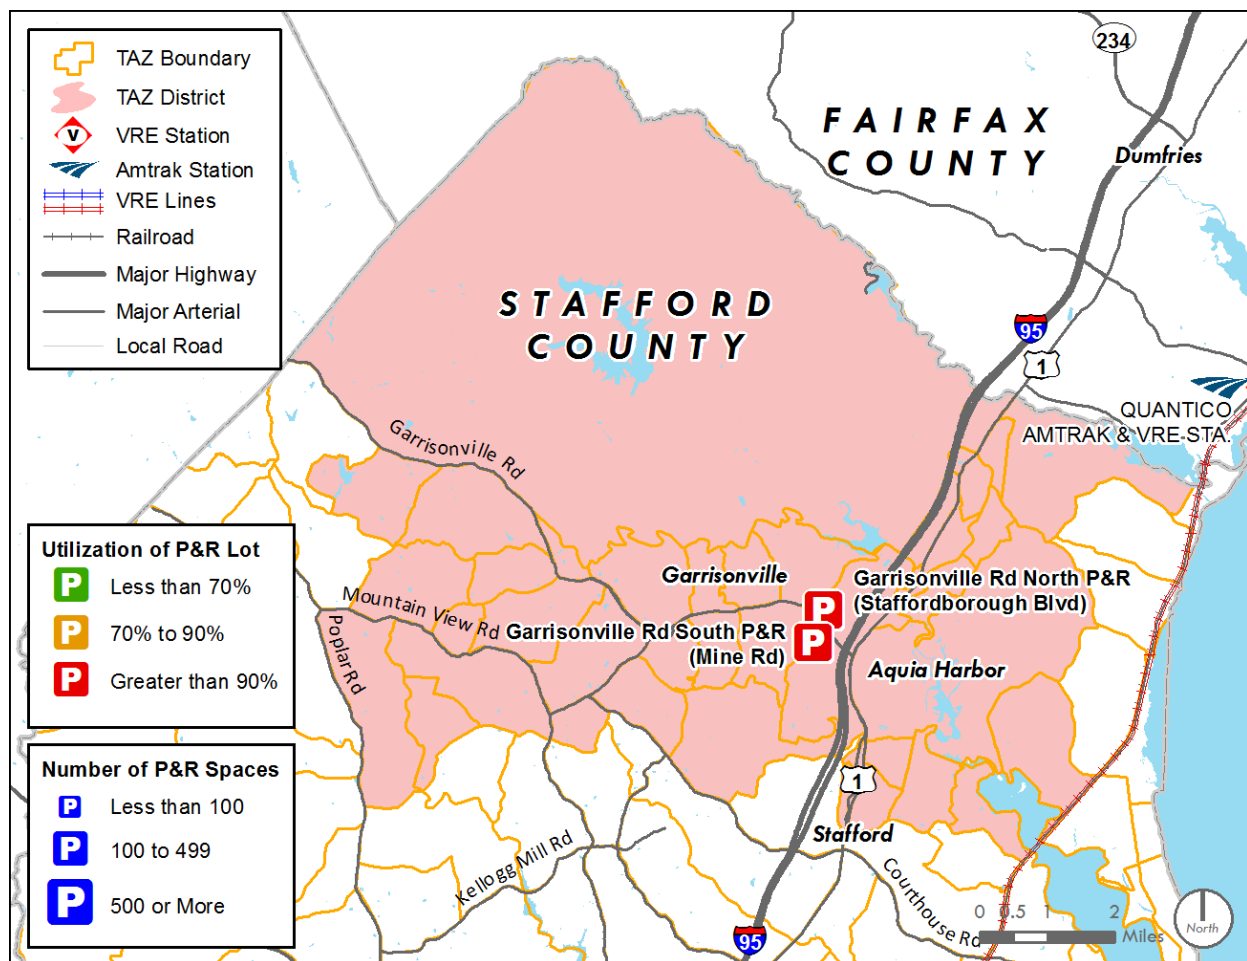 TAZ Boundary
TAZ District
V
VRE Station
Amtrak Station
VRE Lines
Railroad
Major Highway
Major Arterial
Local Road
234
FAIRFAX
COUNTY
Dumfries
STAFFORD
COUNTY
95
1
QUANTICO
AMTRAK & VRE STA.
Garrisonville Rd
Utilization of P&R Lot
P Less than 70%
P 70% to 90%
P Greater than 90%
Garrisonville
Garrisonville Rd North P&R
(Staffordborough Blvd)
P
Mountain View Rd
Garrisonville Rd South P&R
(Mine Rd)
P
Poplar Rd
Aquia Harbor
Number of P&R Spaces
P Less than 100
P 100 to 499
P 500 or More
1
Stafford
Kellogg Mill Rd
Courthouse Rd
95
0 0.5 1 2
Miles
North